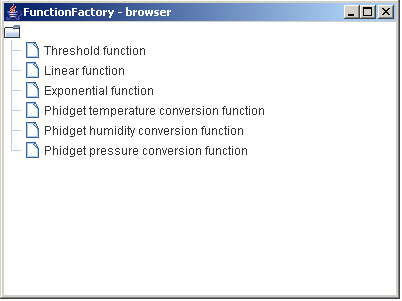 FunctionFactory - browser
Threshold function
Linear function
Exponential function
Phidget temperature conversion function
Phidget humidity conversion function
Phidget pressure conversion function